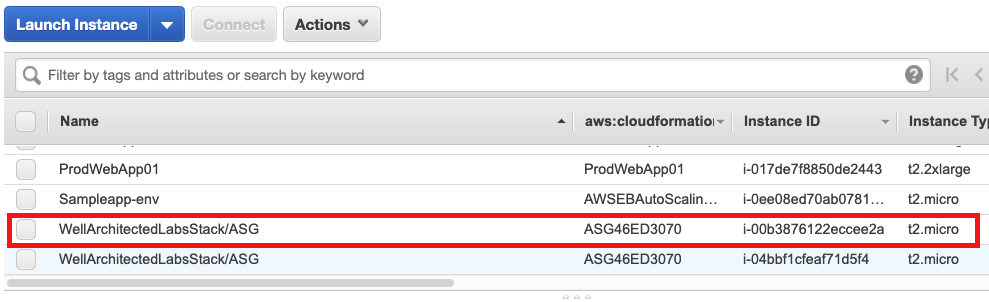 Launch Instance Connect Actions
Filter by tags and attributes or search by keyword
Name aws:cloudformation Instance ID Instance Ty
ProdWebApp01 ProdWebApp01 i-017de7f8850de2443 t2.2xlarge
Sampleapp-env AWSEBAutoScalin... i-0ee08ed70ab0781... t2.micro
WellArchitectedLabsStack/ASG ASG46ED3070 i-00b3876122eccee2a t2.micro
WellArchitectedLabsStack/ASG ASG46ED3070 i-04bbf1cfeaf71d5f4 t2.micro